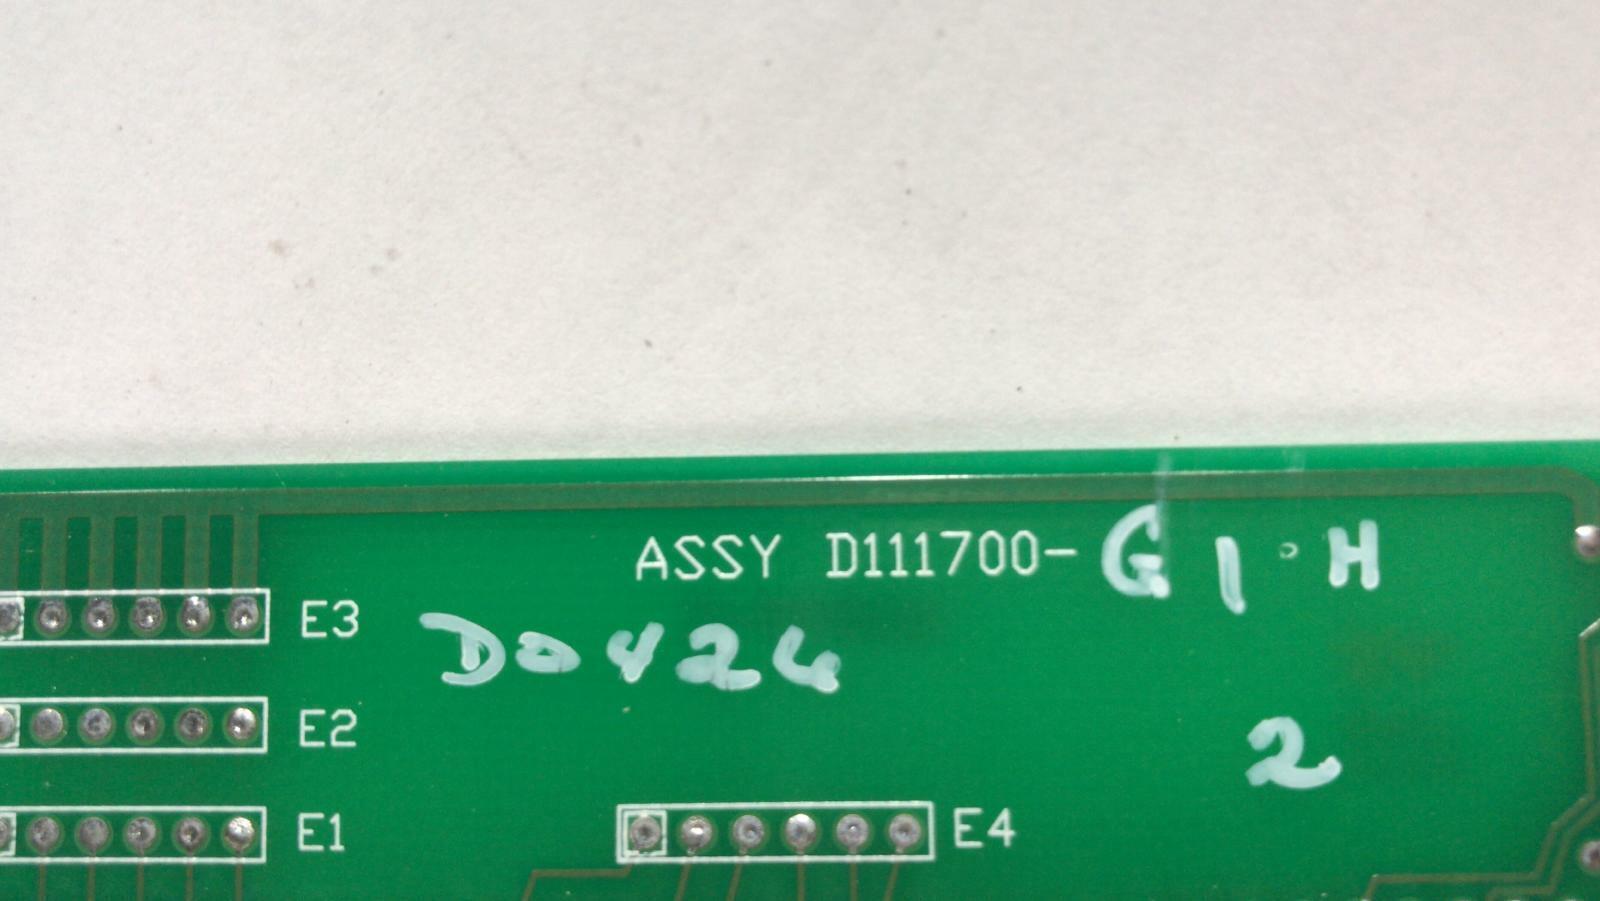 ASSY D111700-G1·H
E3
D0424
E2
2
E1
E4